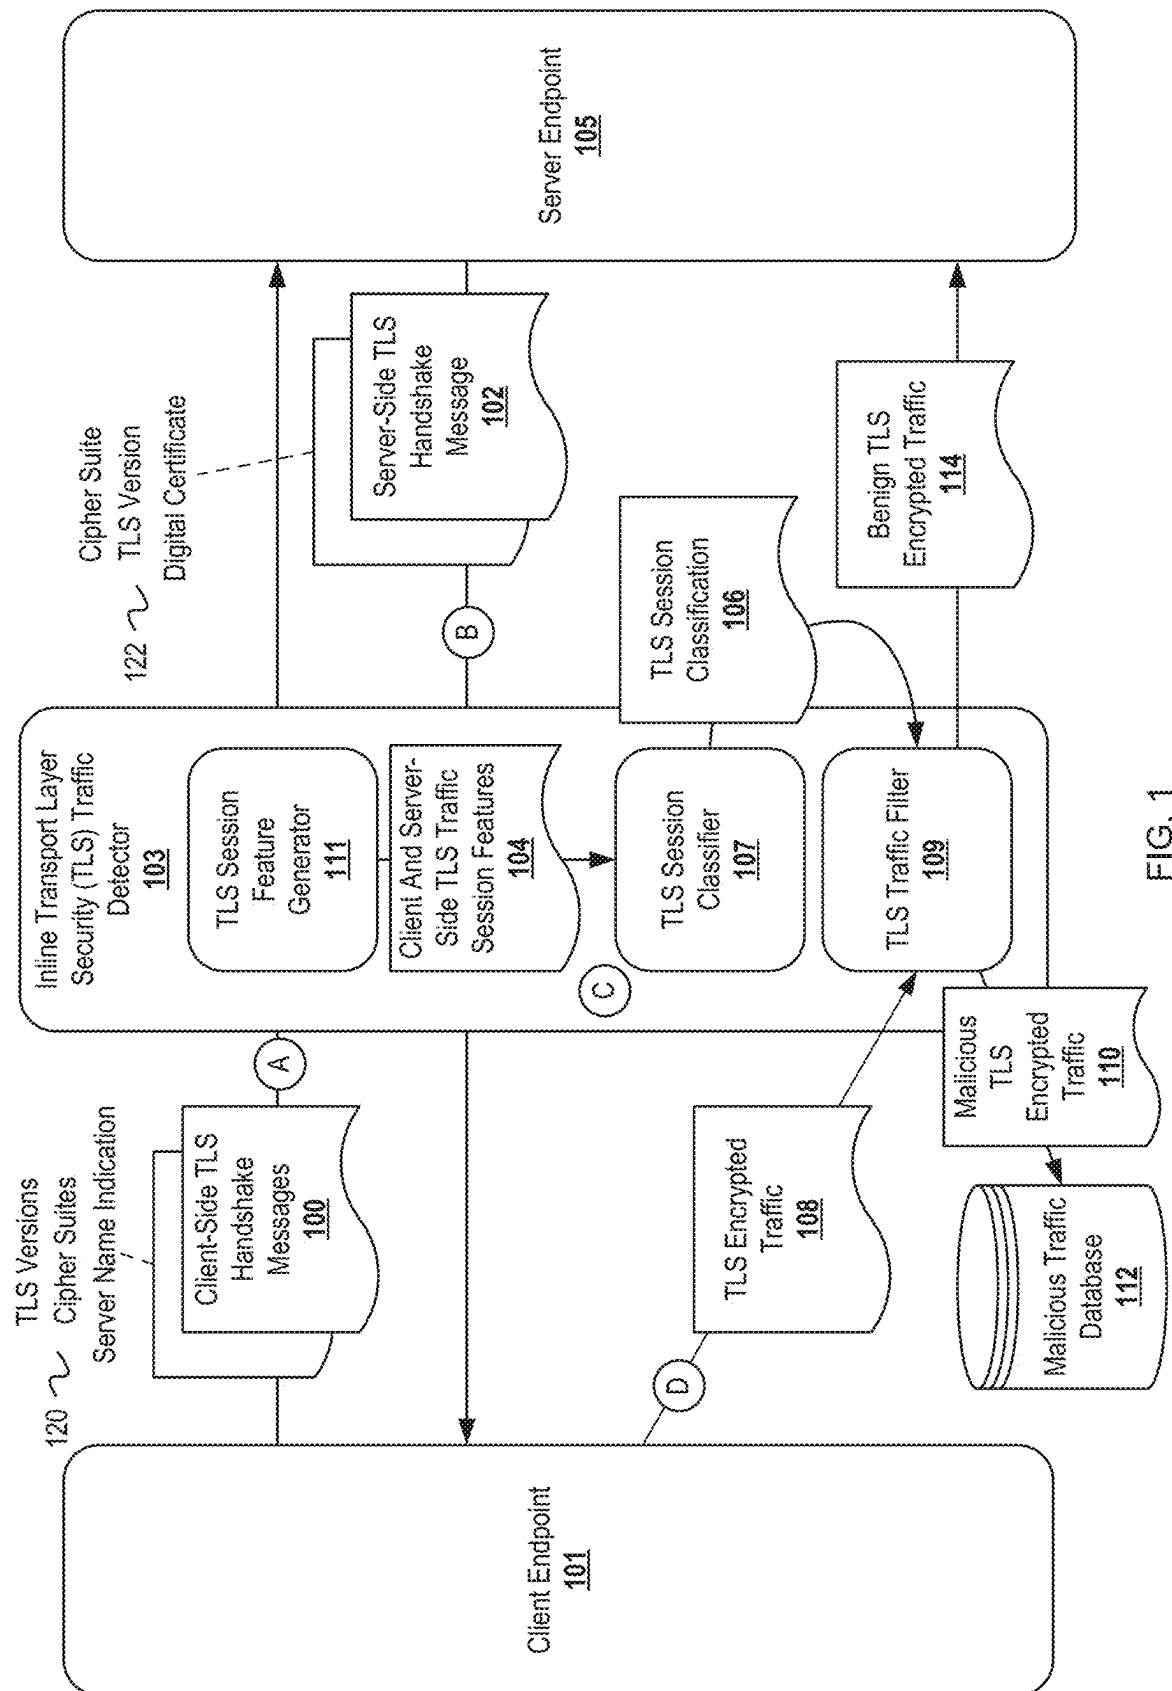 120
TLS Versions
Cipher Suites
Server Name Indication
Inline Transport Layer
Security (TLS) Traffic
Detector
103
122
Cipher Suite
TLS Version
Digital Certificate
Client Endpoint
101
Client-Side TLS
Handshake
Messages
100
A
TLS Session
Feature
Generator
111
Client And Server-
Side TLS Traffic
Session Features
104
B
Server-Side TLS
Handshake
Message
102
Server Endpoint
105
C
TLS Session
Classifier
107
TLS Session
Classification
106
D
TLS Encrypted
Traffic
108
TLS Traffic Filter
109
Benign TLS
Encrypted Traffic
114
Malicious
TLS
Encrypted
Traffic
110
Malicious Traffic
Database
112
FIG. 1